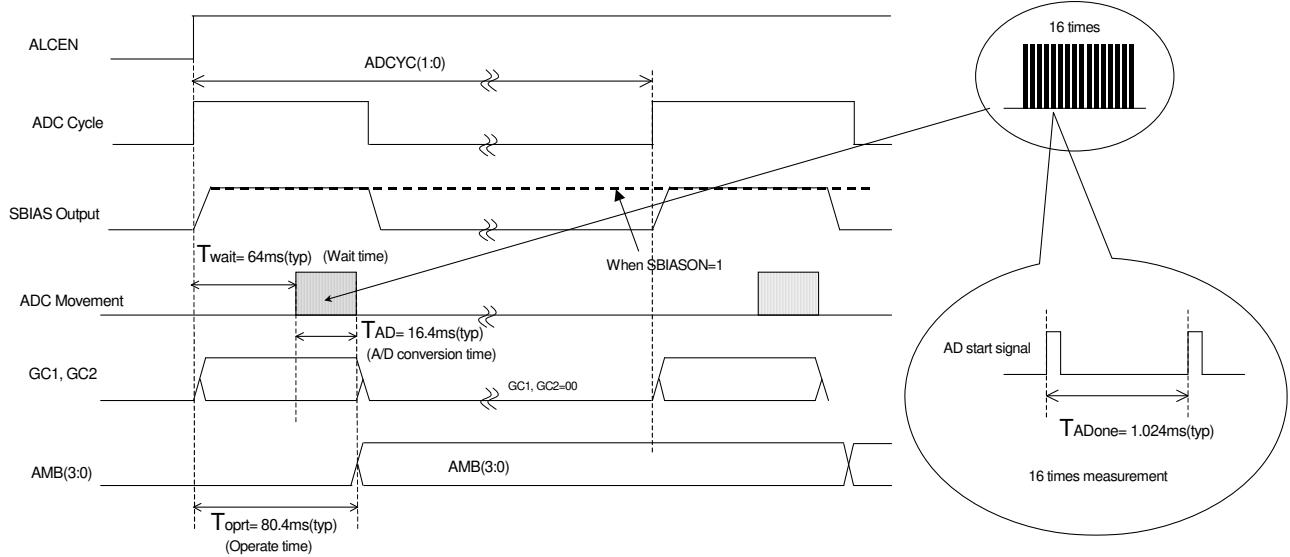 ALCEN
ADCYC(1:0)
ADC Cycle
SBIAS Output
Twait= 64ms(typ) (Wait time)
When SBIASON=1
ADC Movement
TAD= 16.4ms(typ)
(A/D conversion time)
GC1, GC2
GC1, GC2=00
AMB(3:0)
AMB(3:0)
Toprt= 80.4ms(typ)
(Operate time)
16 times
AD start signal
TADone= 1.024ms(typ)
16 times measurement